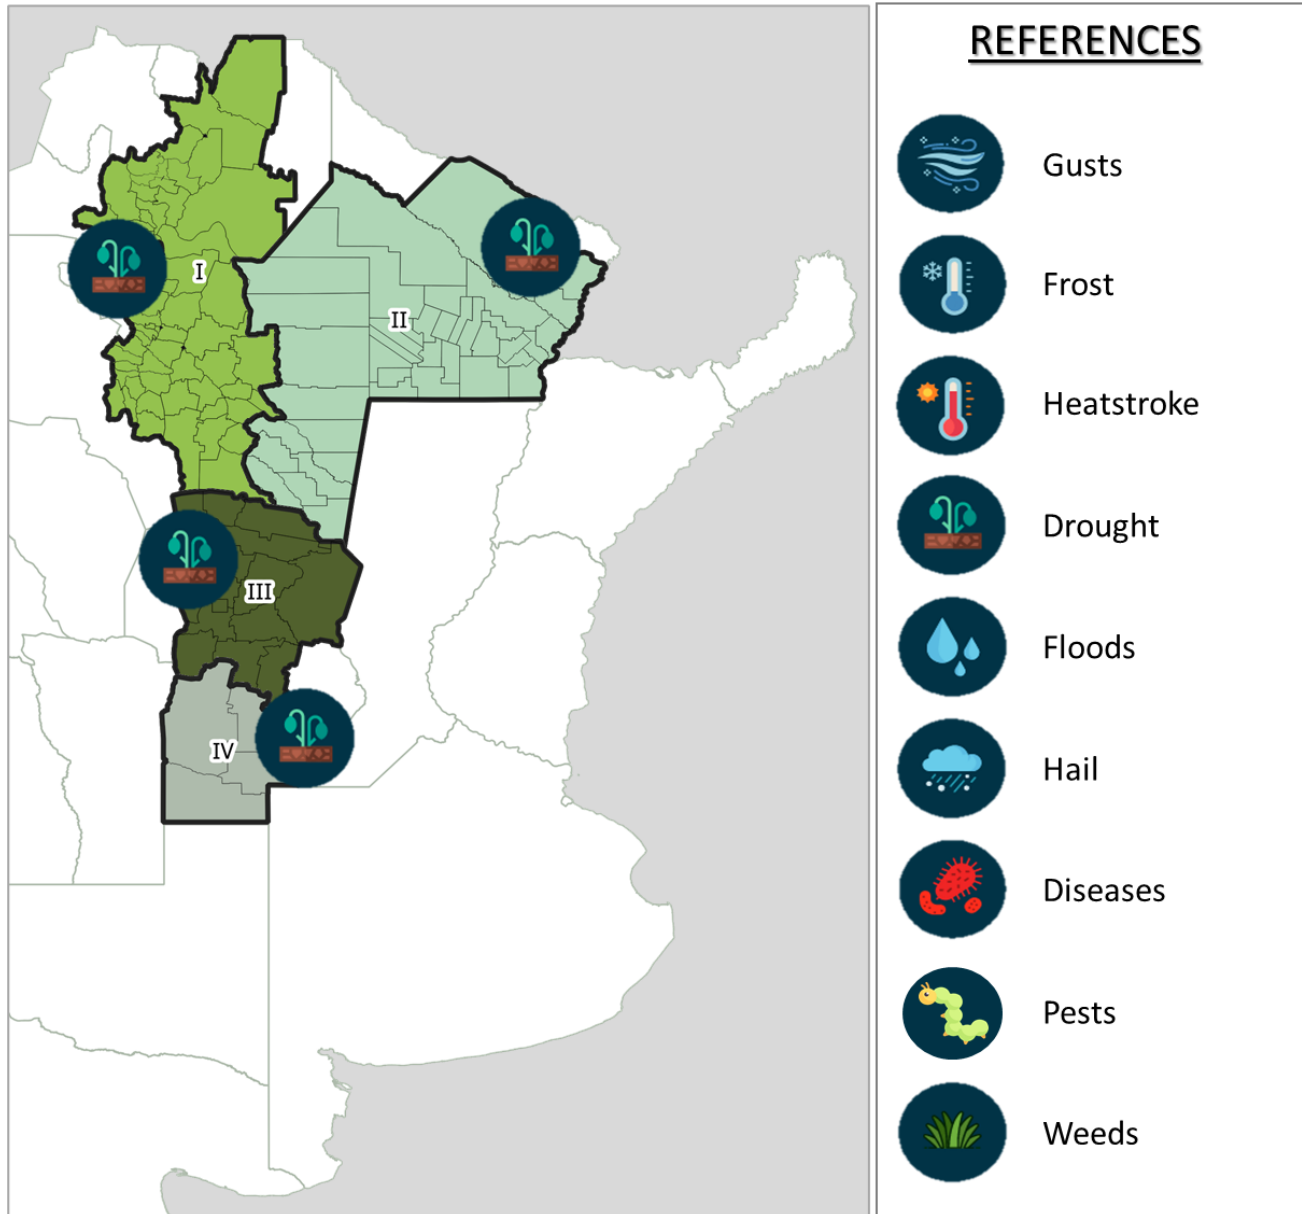 REFERENCES
Gusts
Frost
Heatstroke
Drought
Floods
Hail
Diseases
Pests
Weeds
I
II
III
IV